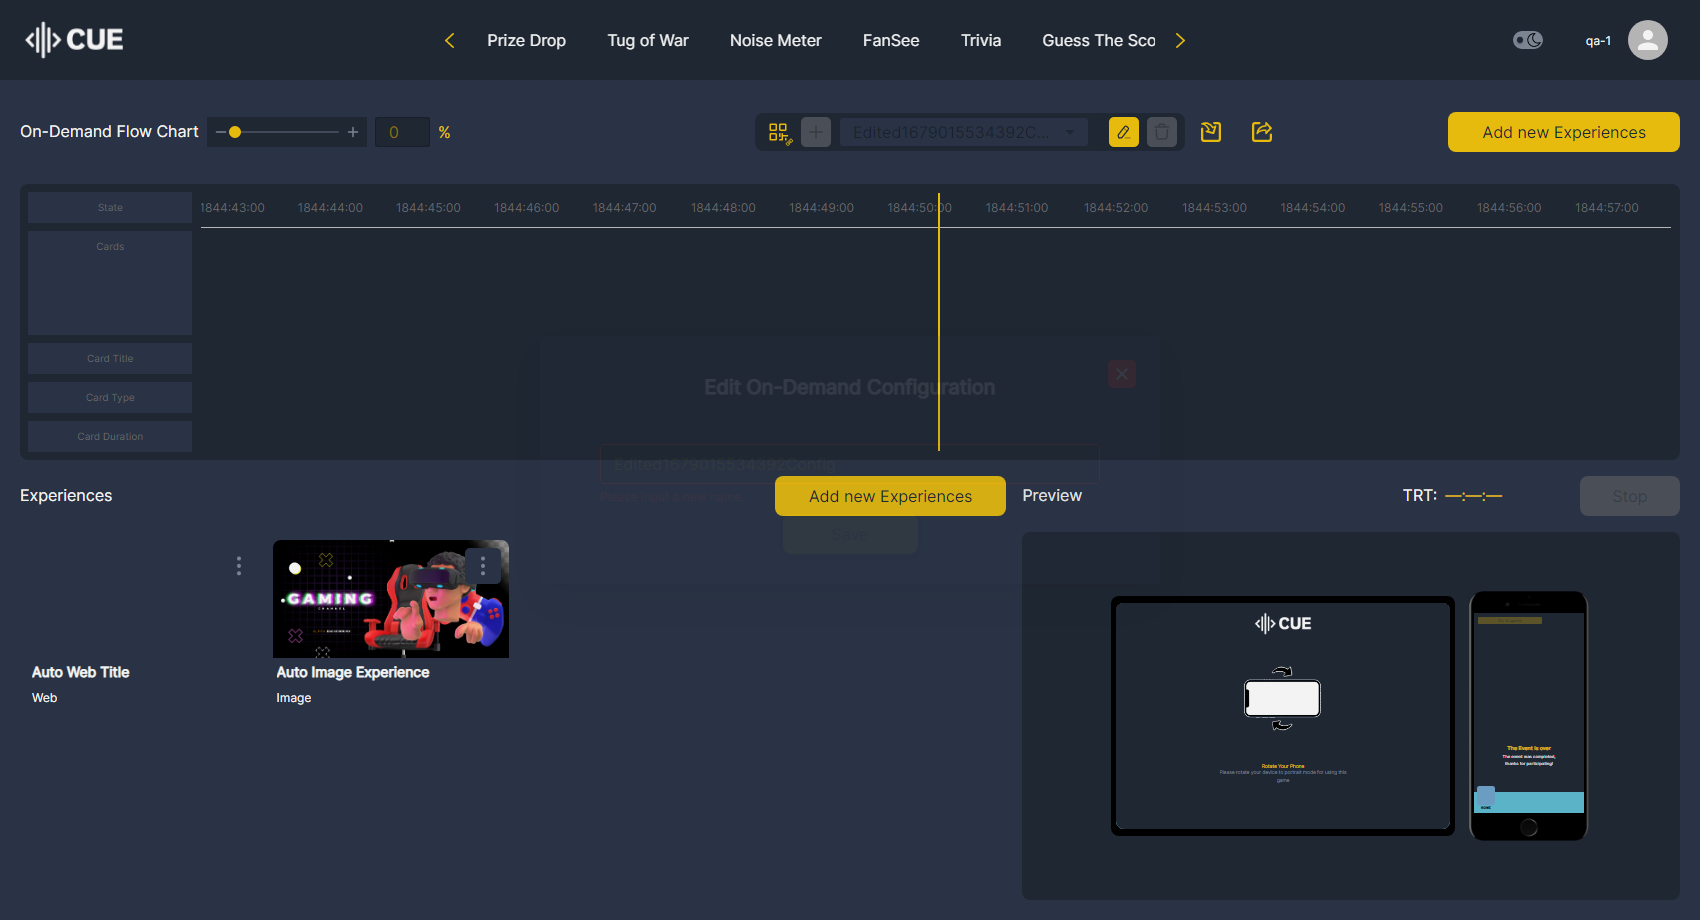 CUE
Prize Drop
Tug of War
Noise Meter
FanSee
Trivia
Guess The Sco
qa-1
On-Demand Flow Chart
0
%
Edited1679015534392C...
Add new Experiences
State
1844:43:00
1844:44:00
1844:45:00
1844:46:00
1844:47:00
1844:48:00
1844:49:00
1844:50:00
1844:51:00
1844:52:00
1844:53:00
1844:54:00
1844:55:00
1844:56:00
1844:57:00
Cards
Card Title
Card Type
Card Duration
Edit On-Demand Configuration
Edited1679015534392Config
Save
Experiences
Add new Experiences
Preview
TRT: —:—:—
Stop
GAMING
CHANNEL
Auto Web Title
Web
Auto Image Experience
Image
CUE
Rotate Your Phone
Please rotate your device to portrait mode for using this
game
The Event is over
The event was completed,
thanks for participating!
HOME